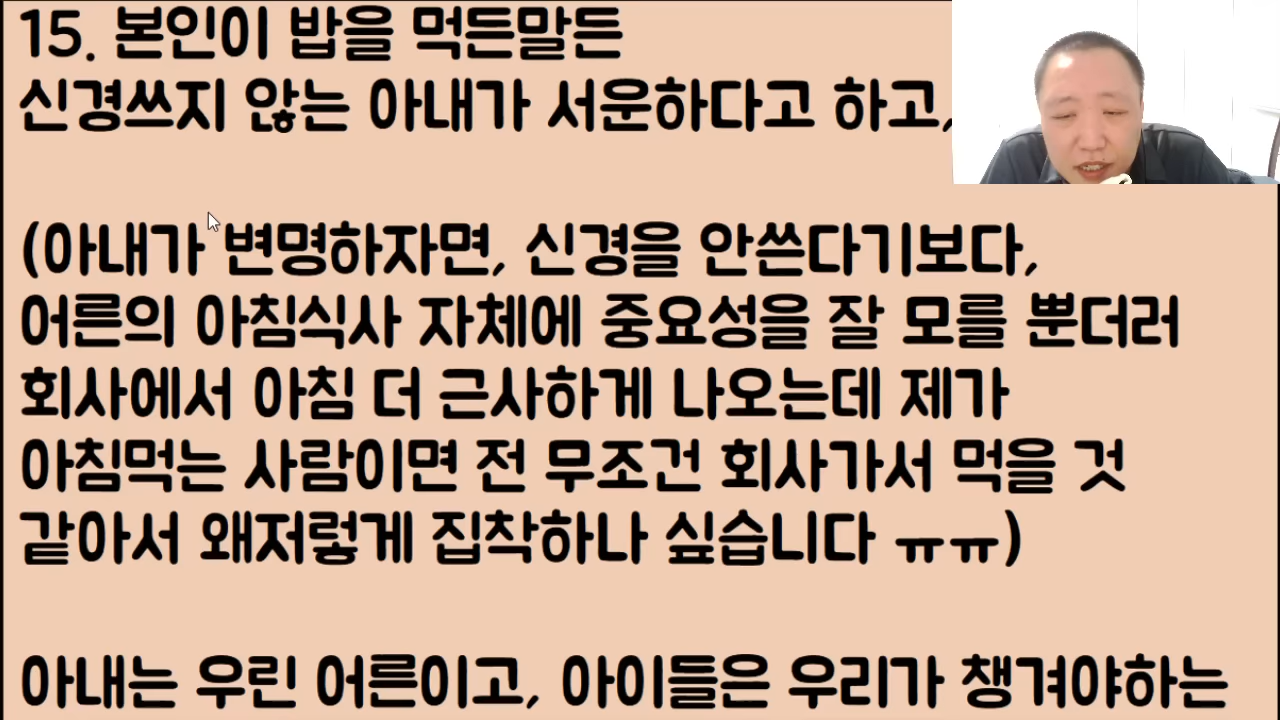 15. 본인이 밥을 먹든말든
신경쓰지 않는 아내가 서운하다고 하고,
(아내가 변명하자면, 신경을 안쓴다기보다,
어른의 아침식사 자체에 중요성을 잘 모를 뿐더러
회사에서 아침 더 근사하게 나오는데 제가
아침먹는 사람이면 전 무조건 회사가서 먹을 것
같아서 왜저렇게 집착하나 싶습니다 ㅠㅠ)
아내는 우린 어른이고, 아이들은 우리가 챙겨야하는